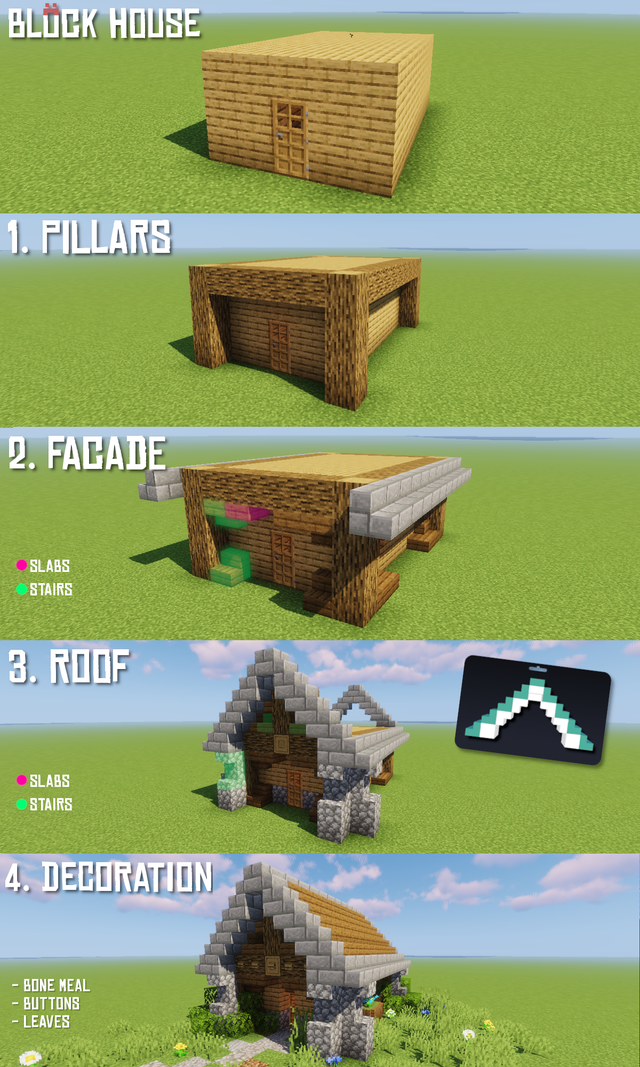 BLOCK HOUSE
1. PILLARS
2. FACADE
SLABS
STAIRS
3. ROOF
SLABS
STAIRS
4. DECORATION
- BONE MEAL
- BUTTONS
- LEAVES